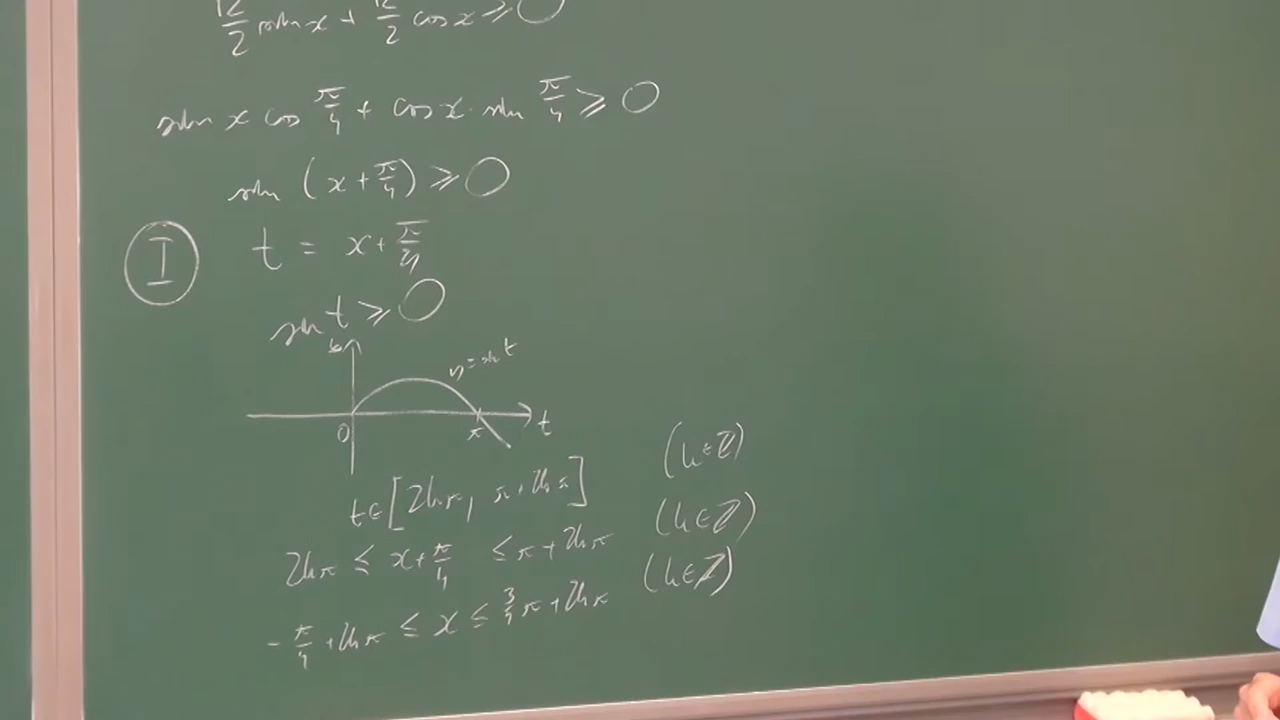 √2/2 sin x + √2/2 cos x ⩾ 0
sin x cos π/4 + cos x · sin π/4 ⩾ 0
sin (x + π/4) ⩾ 0
I t = x + π/4
sin t ⩾ 0
y = sin t
0 π t
t ∈ [2kπ, π + 2kπ] (k ∈ ℤ)
2kπ ≤ x + π/4 ≤ π + 2kπ (k ∈ ℤ)
- π/4 + 2kπ ≤ x ≤ 3/4 π + 2kπ (k ∈ ℤ)